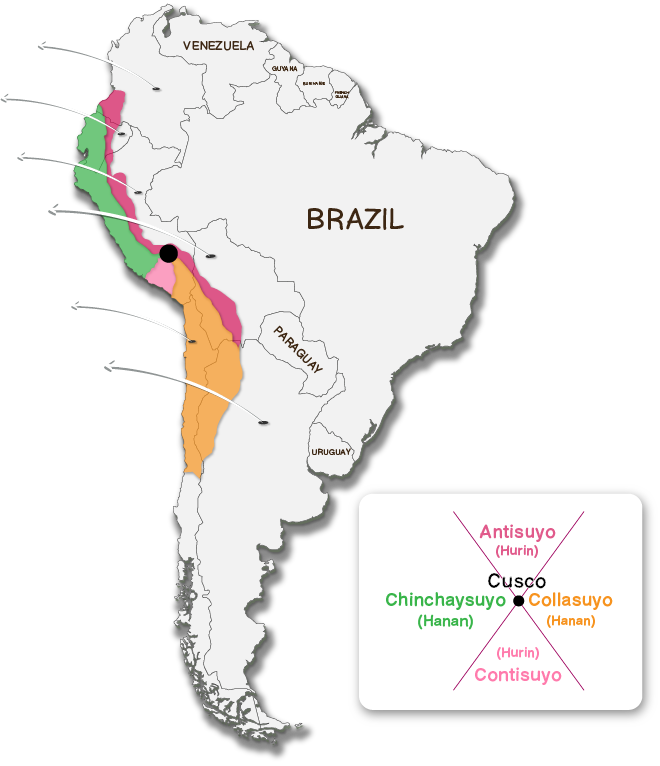 VENEZUELA
GUYANA
SURINAME
FRENCH
GUIANA
BRAZIL
PARAGUAY
URUGUAY
Antisuyo
(Hurin)
Cusco
Chinchaysuyo
Collasuyo
(Hanan)
(Hanan)
(Hurin)
Contisuyo